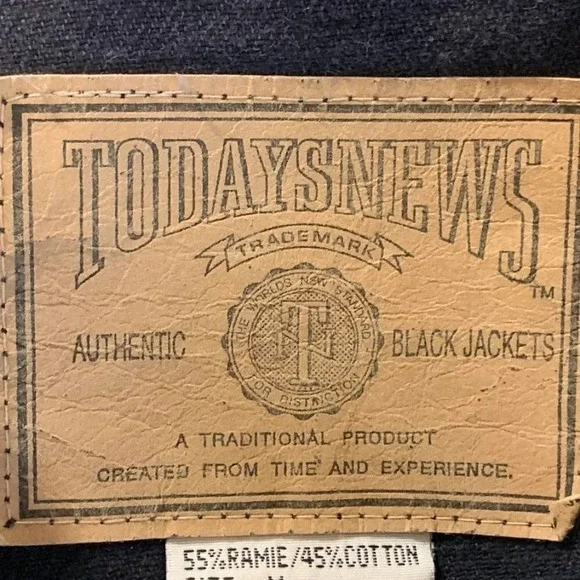 TODAYSNEWS
TRADEMARK
TM
THE WORLDS NEW STANDARD
FOR DISTINCTION
AUTHENTIC
BLACK JACKETS
A TRADITIONAL PRODUCT
CREATED FROM TIME AND EXPERIENCE.
55%RAMIE/45%COTTON